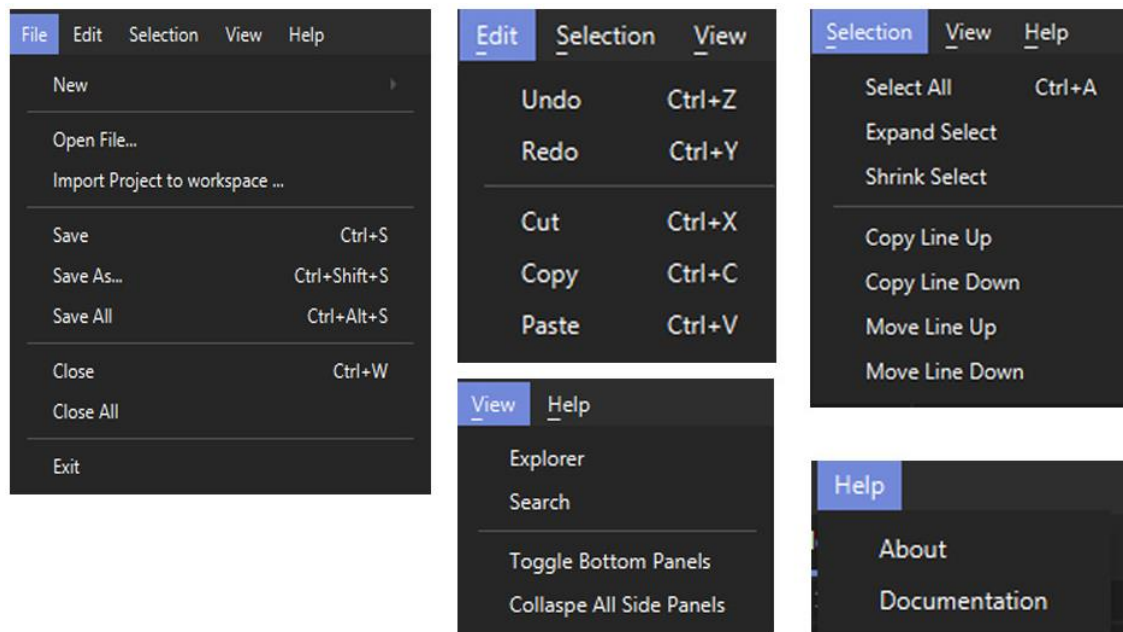 File Edit Selection View Help
New
Open File...
Import Project to workspace ...
Save Ctrl+S
Save As... Ctrl+Shift+S
Save All Ctrl+Alt+S
Close Ctrl+W
Close All
Exit
Edit Selection View
Undo Ctrl+Z
Redo Ctrl+Y
Cut Ctrl+X
Copy Ctrl+C
Paste Ctrl+V
View Help
Explorer
Search
Toggle Bottom Panels
Collaspe All Side Panels
Selection View Help
Select All Ctrl+A
Expand Select
Shrink Select
Copy Line Up
Copy Line Down
Move Line Up
Move Line Down
Help
About
Documentation